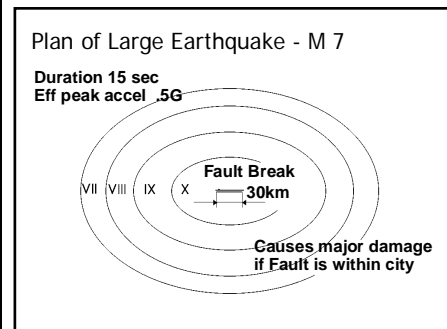 Plan of Large Earthquake - M 7
Duration 15 sec
Eff peak accel .5G
Fault Break
VII VIII IX X 30km
Causes major damage
if Fault is within city